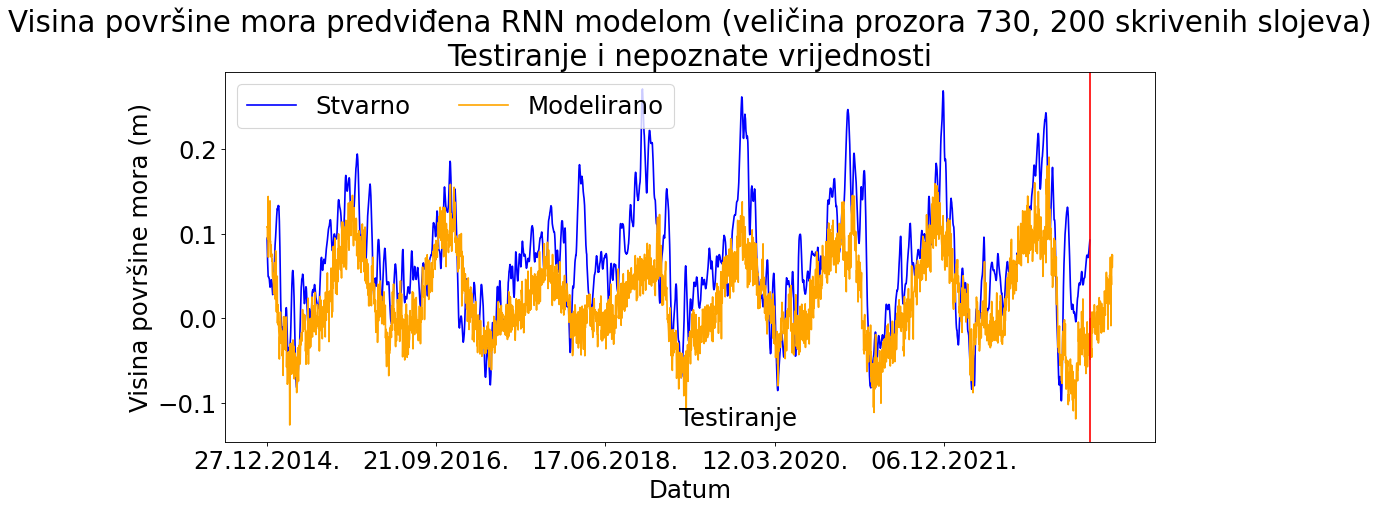 Visina površine mora predviđena RNN modelom (veličina prozora 730, 200 skrivenih slojeva)
Testiranje i nepoznate vrijednosti
Stvarno
Modelirano
Visina površine mora (m)
0.2
0.1
0.0
−0.1
Testiranje
27.12.2014.
21.09.2016.
17.06.2018.
12.03.2020.
06.12.2021.
Datum